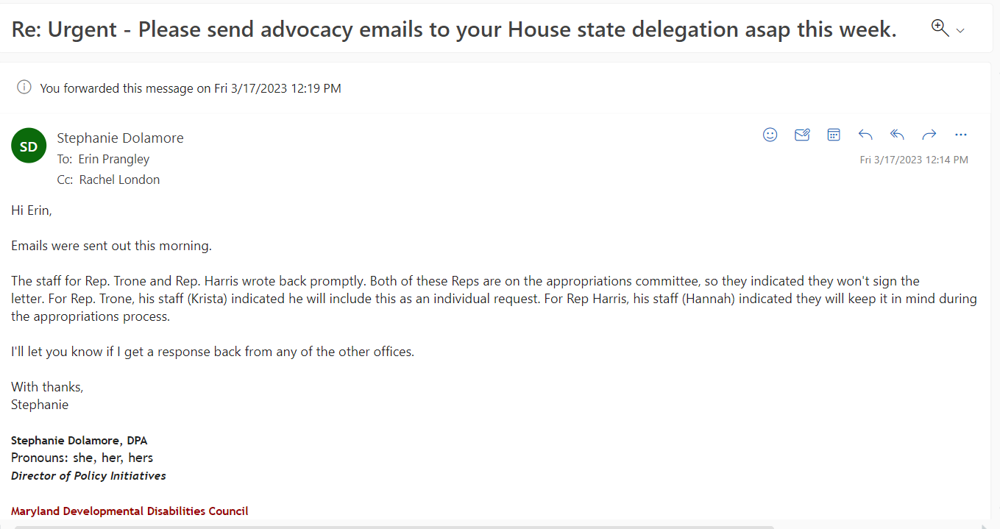 Re: Urgent - Please send advocacy emails to your House state delegation asap this week.
You forwarded this message on Fri 3/17/2023 12:19 PM
SD
Stephanie Dolamore
To: Erin Prangley
Cc: Rachel London
Fri 3/17/2023 12:14 PM
Hi Erin,
Emails were sent out this morning.
The staff for Rep. Trone and Rep. Harris wrote back promptly. Both of these Reps are on the appropriations committee, so they indicated they won't sign the
letter. For Rep. Trone, his staff (Krista) indicated he will include this as an individual request. For Rep Harris, his staff (Hannah) indicated they will keep it in mind during
the appropriations process.
I'll let you know if I get a response back from any of the other offices.
With thanks,
Stephanie
Stephanie Dolamore, DPA
Pronouns: she, her, hers
Director of Policy Initiatives
Maryland Developmental Disabilities Council